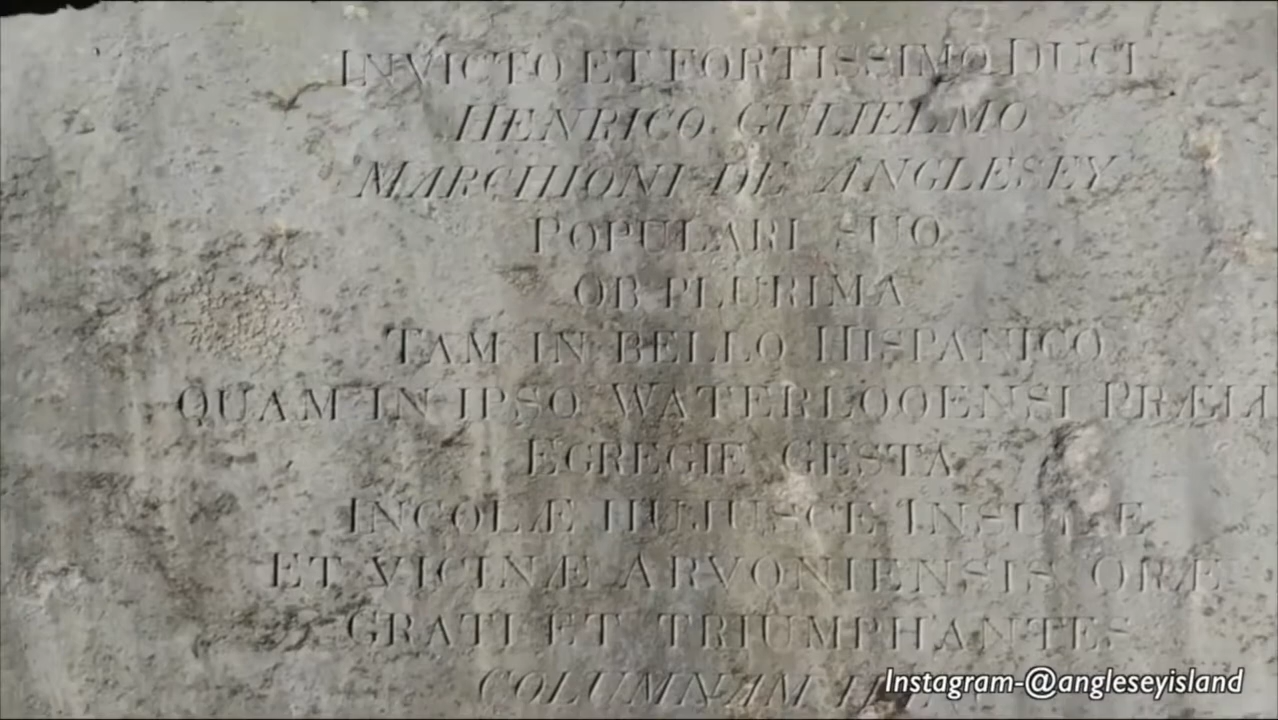 INVICTO ET FORTISSIMO DUCI
HENRICO GULIELMO
MARCHIONI DE ANGLESEY
POPULARI SUO
OB PLURIMA
TAM IN BELLO HISPANICO
QUAM IN IPSO WATERLOOENSI PRÆLI
EGREGIE GESTA
INCOLÆ HUJUSCE INSULÆ
ET VICINÆ ARVONIENSIS ORÆ
GRATI ET TRIUMPHANTES
COLUMNAM
Instagram-@angleseyisland